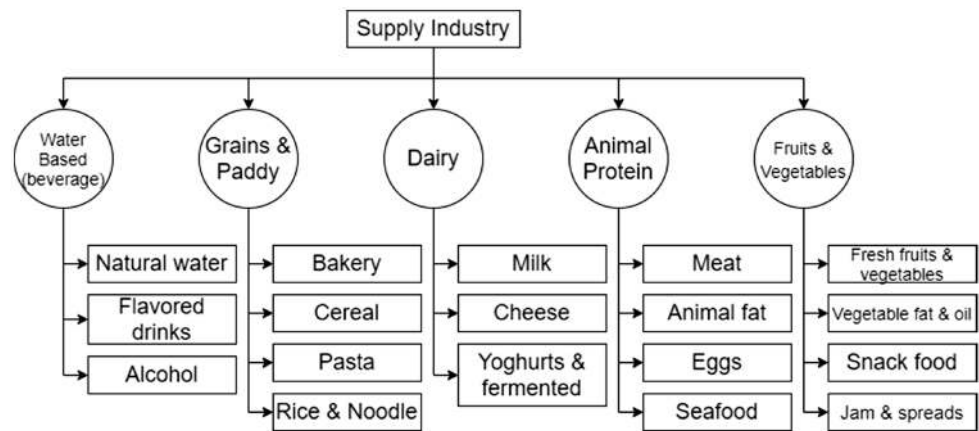 Supply Industry
Water
Based
(beverage)
Grains &
Paddy
Dairy
Animal
Protein
Fruits &
Vegetables
Natural water
Flavored
drinks
Alcohol
Bakery
Cereal
Pasta
Rice & Noodle
Milk
Cheese
Yoghurts &
fermented
Meat
Animal fat
Eggs
Seafood
Fresh fruits &
vegetables
Vegetable fat & oil
Snack food
Jam & spreads